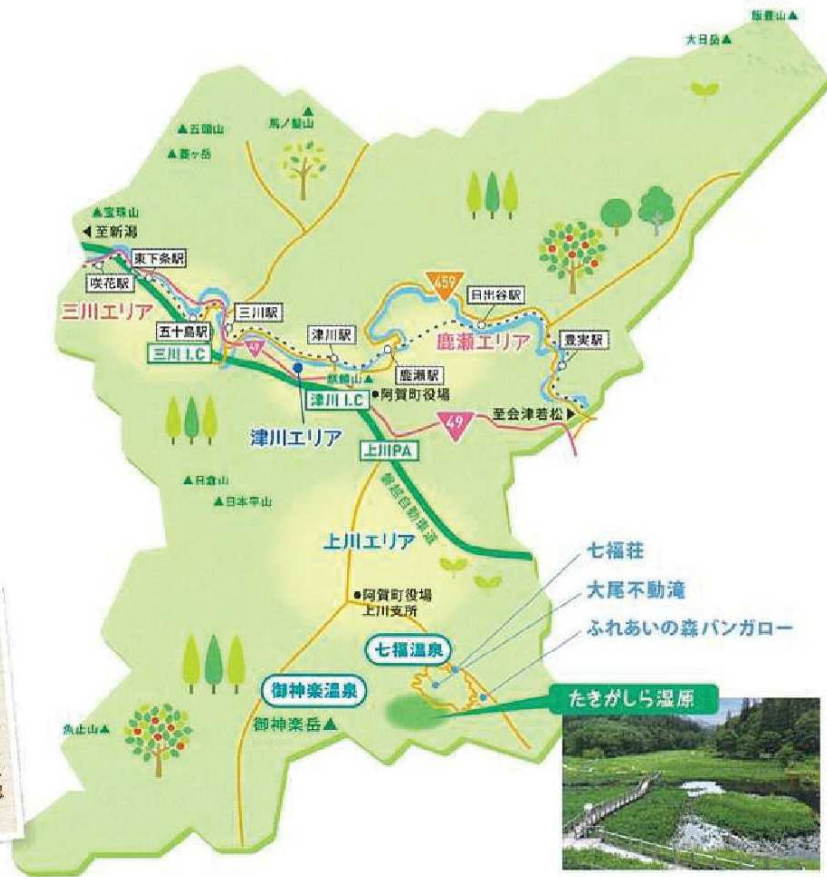 飯豊山▲
大日岳▲
馬ノ髪山
▲五頭山
▲菱ヶ岳
▲宝珠山
◀至新潟
東下条駅
咲花駅
三川エリア
459
日出谷駅
三川駅
五十島駅
津川駅
鹿瀬エリア
豊実駅
三川I.C
49
鹿瀬駅
麒麟山▲
津川I.C
●阿賀町役場
至会津若松▶
49
津川エリア
上川PA
磐越自動車道
▲日倉山
▲日本平山
上川エリア
七福荘
大尾不動滝
●阿賀町役場
上川支所
ふれあいの森バンガロー
七福温泉
御神楽温泉
たきがしら湿原
御神楽岳▲
魚止山▲